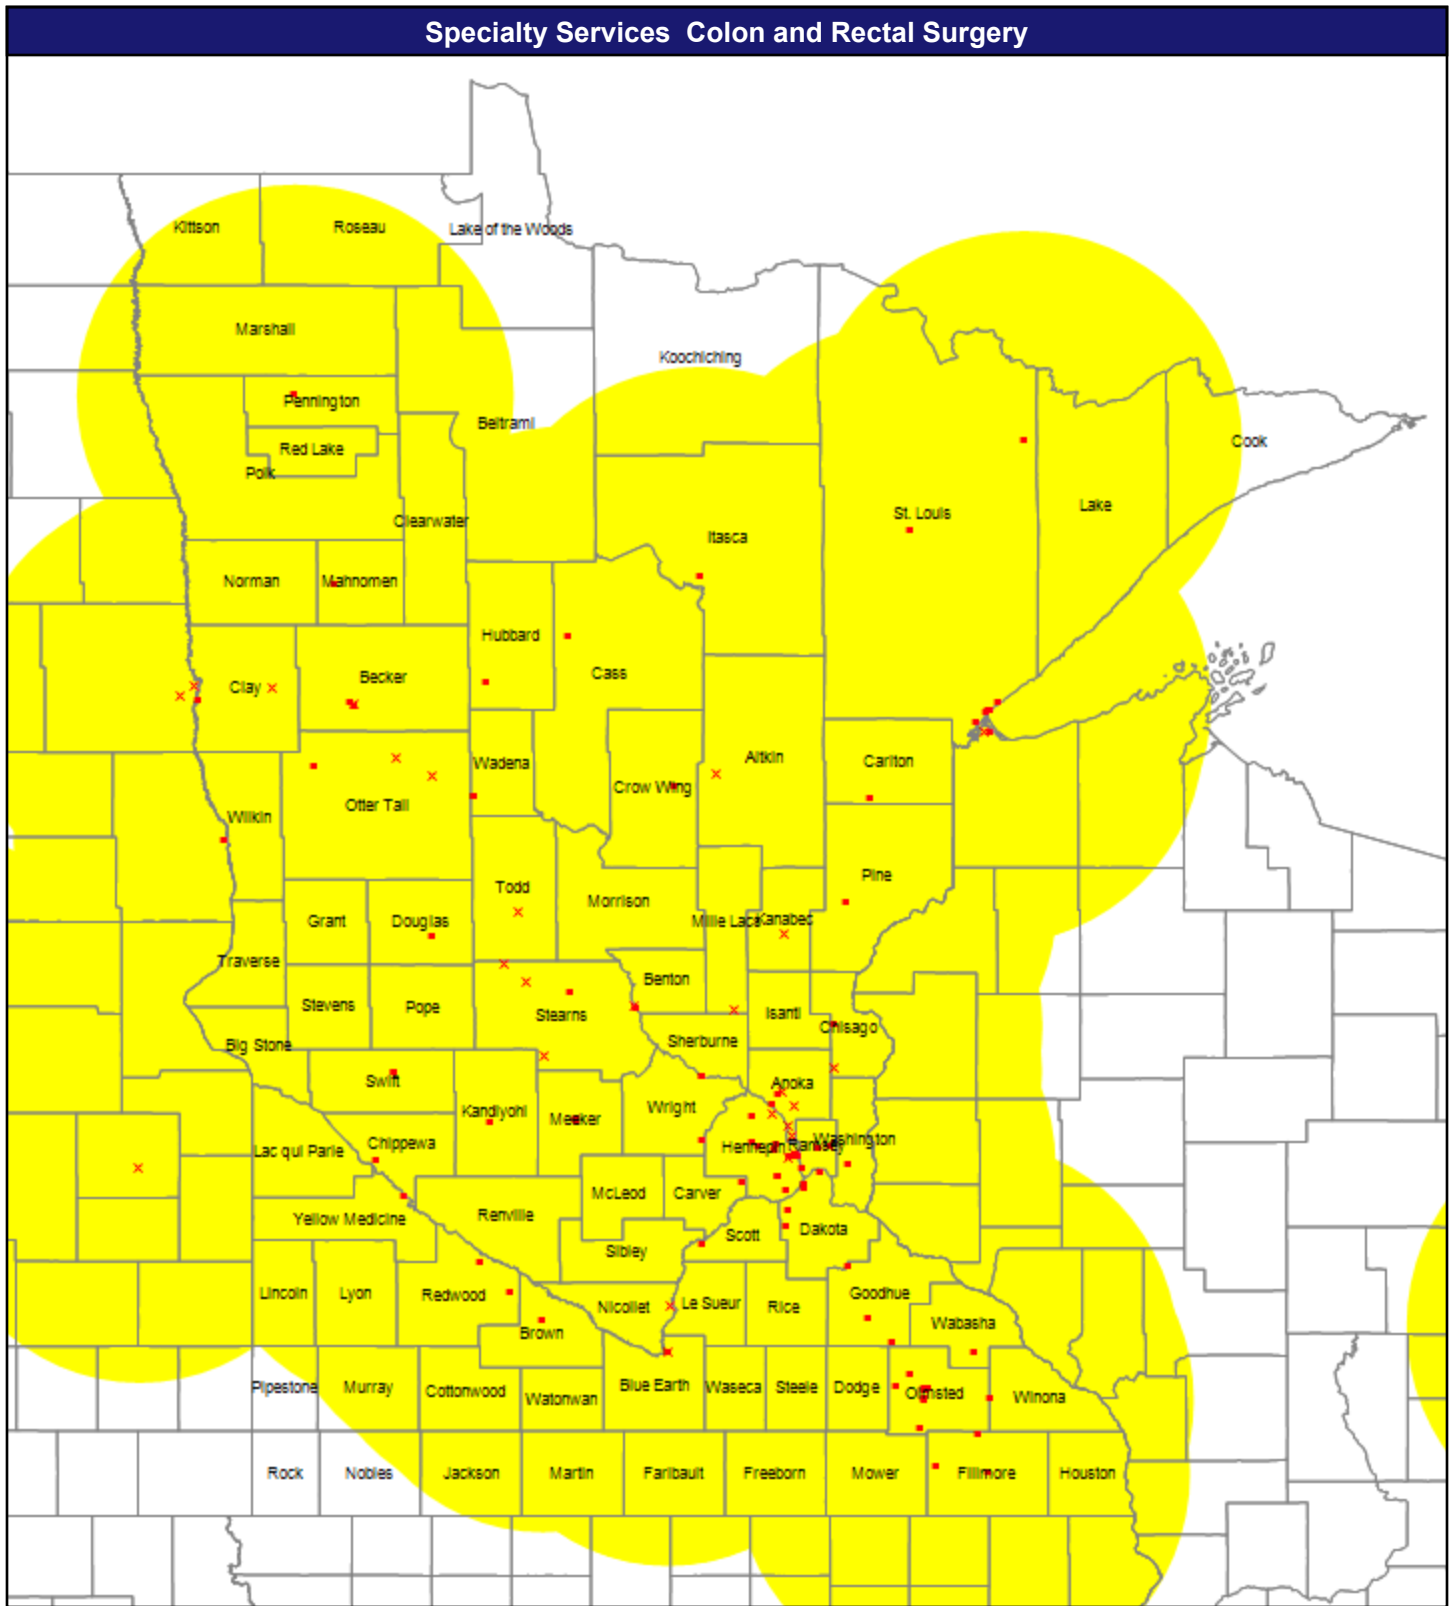 Specialty Services  Colon and Rectal Surgery
Kittson
Roseau
Lake of the Woods
Marshall
Koochiching
Pennington
Beltrami
Red Lake
Polk
Cook
Clearwater
St. Louis
Lake
Itasca
Norman
Mahnomen
Hubbard
Cass
Becker
Clay
Aitkin
Carlton
Wadena
Crow Wing
Otter Tail
Wilkin
Pine
Todd
Morrison
Grant
Douglas
Mille Lacs
Kanabec
Traverse
Benton
Stevens
Pope
Stearns
Isanti
Chisago
Big Stone
Sherburne
Swift
Anoka
Kandiyohi
Meeker
Wright
Washington
Hennepin
Ramsey
Chippewa
Lac qui Parle
McLeod
Carver
Yellow Medicine
Renville
Scott
Dakota
Sibley
Lincoln
Lyon
Redwood
Goodhue
Nicollet
Le Sueur
Rice
Wabasha
Brown
Pipestone
Murray
Cottonwood
Watonwan
Blue Earth
Waseca
Steele
Dodge
Olmsted
Winona
Rock
Nobles
Jackson
Martin
Faribault
Freeborn
Mower
Fillmore
Houston